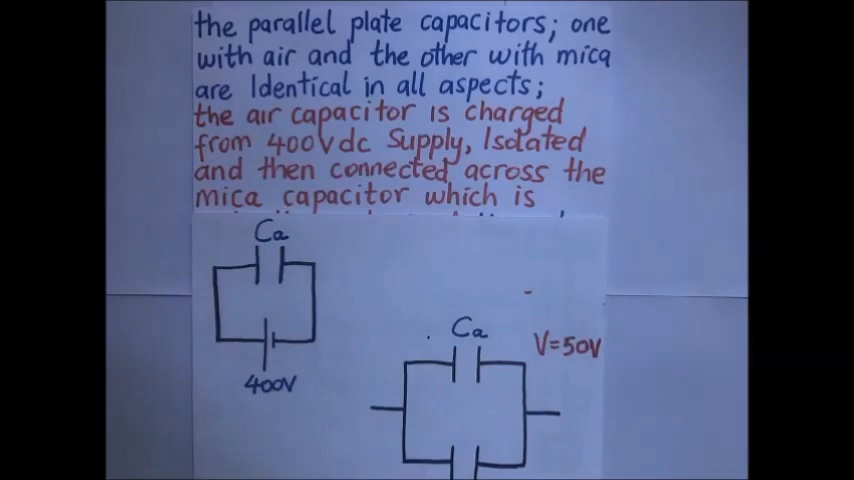 the parallel plate capacitors; one
with air and the other with mica
are Identical in all aspects;
the air capacitor is charged
from 400V dc Supply, Isolated
and then connected across the
mica capacitor which is
Ca
400V
Ca
V=50V